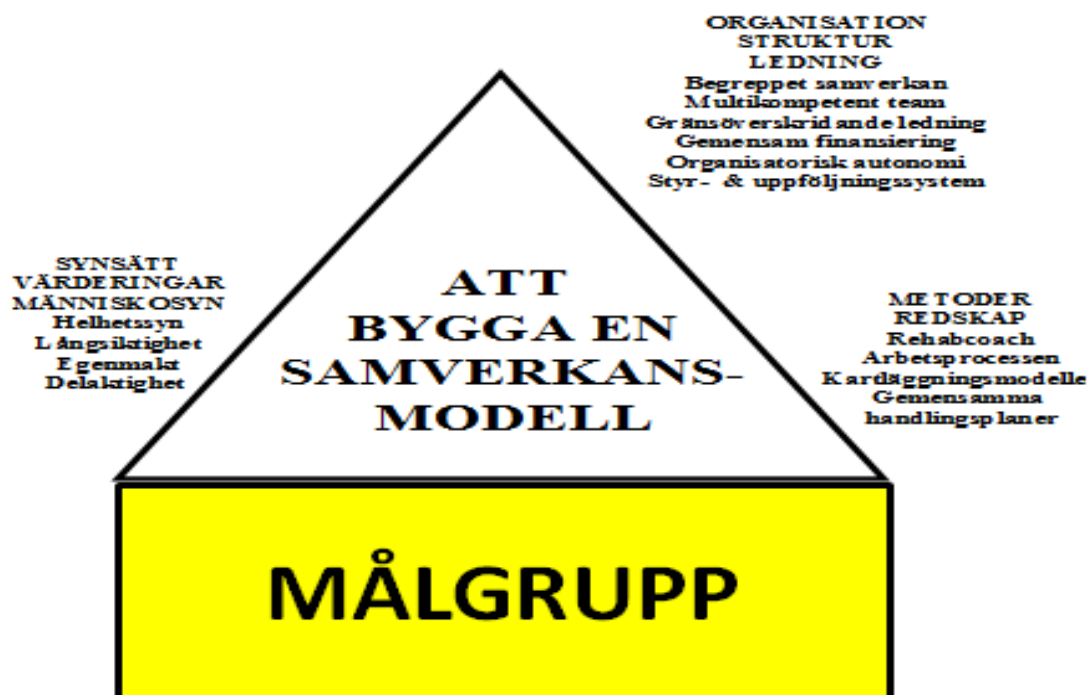 ORGANISATION
STRUKTUR
LEDNING
Begreppet samverkan
Multikompetent team
Gränsöverskridande ledning
Gemensam finansiering
Organisatorisk autonomi
Styr- & uppföljningssystem
SYNSÄTT
VÄRDERINGAR
MÄNNISKOSYN
Helhetssyn
Långsiktighet
Egenmakt
Delaktighet
ATT
BYGGA EN
SAMVERKANS-
MODELL
METODER
REDSKAP
Rehabcoach
Arbetsprocessen
Kardäggningsmodelle
Gemensamma
handlingsplaner
MÅLGRUPP